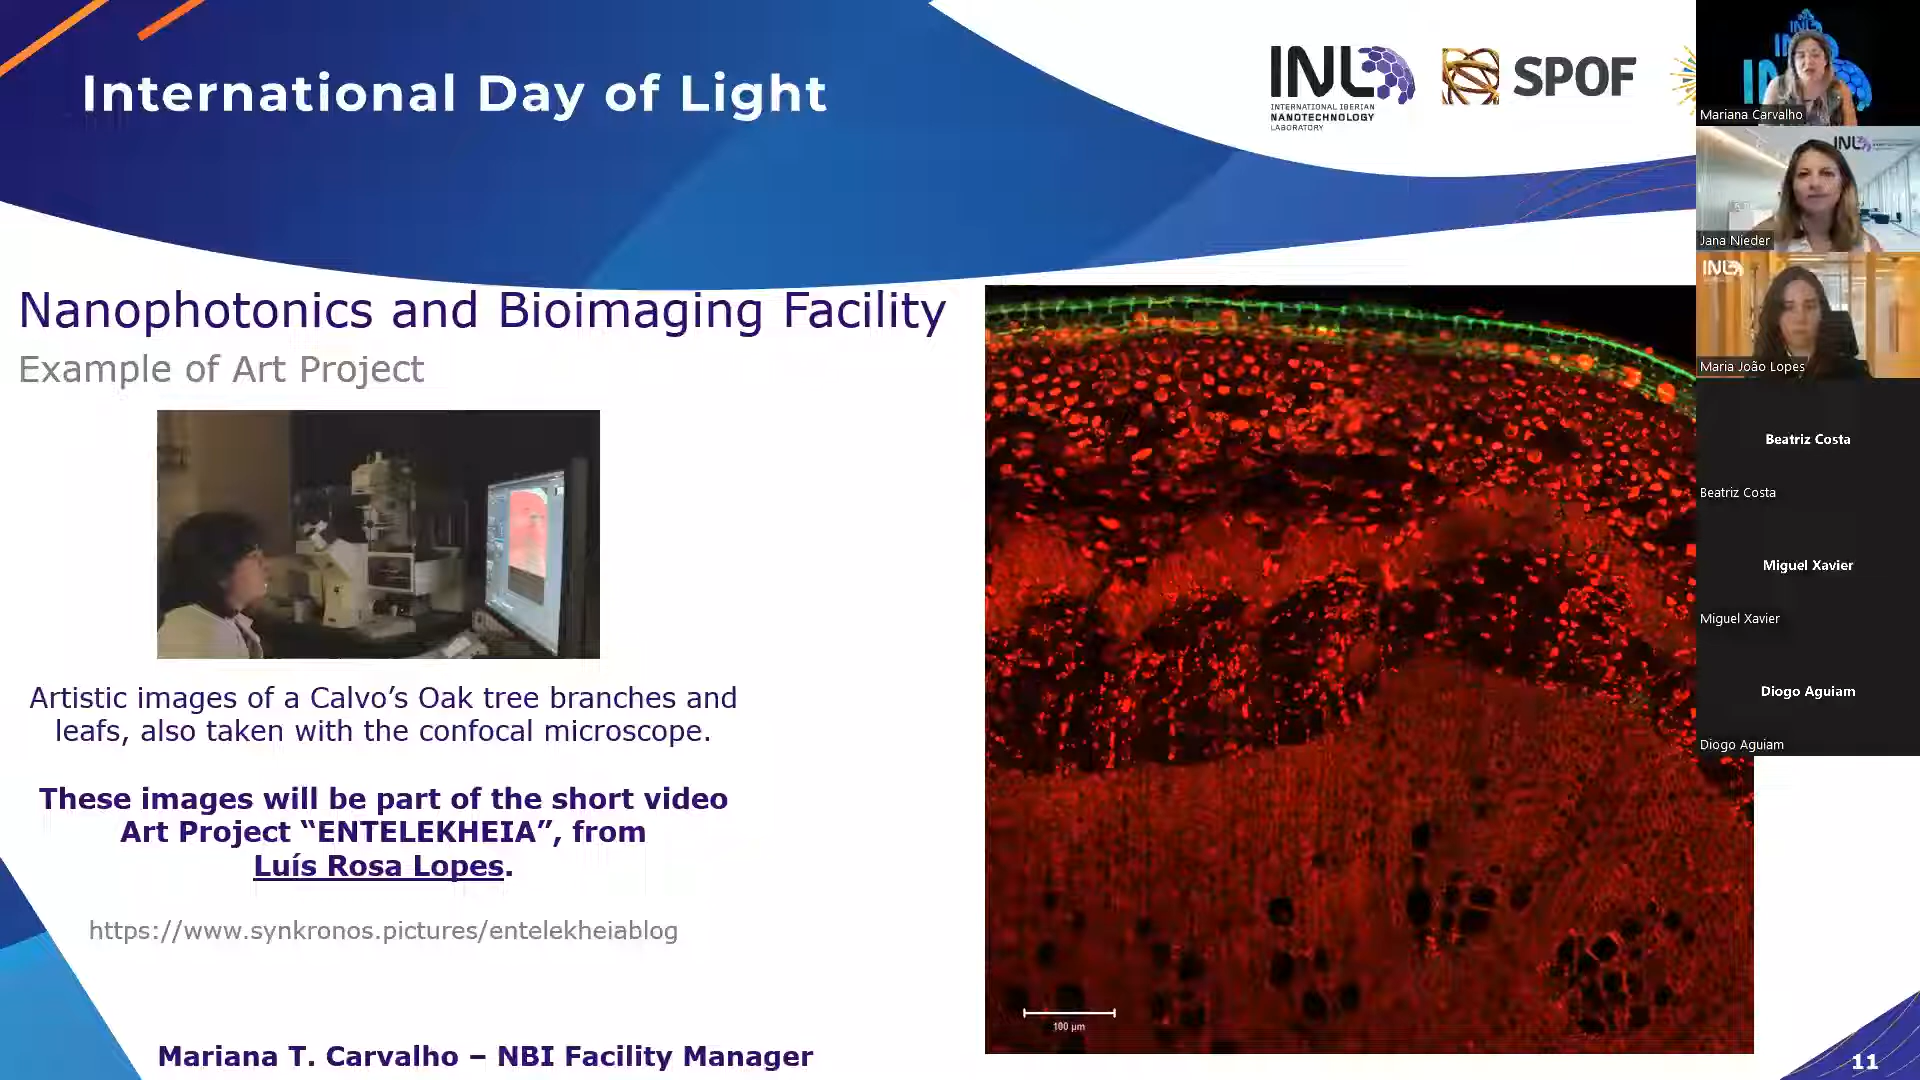 International Day of Light
INL
INTERNATIONAL IBERIAN
NANOTECHNOLOGY
LABORATORY
SPOF
Nanophotonics and Bioimaging Facility
Example of Art Project
Artistic images of a Calvo’s Oak tree branches and
leafs, also taken with the confocal microscope.
These images will be part of the short video
Art Project “ENTELEKHEIA”, from
Luís Rosa Lopes.
https://www.synkronos.pictures/entelekheiablog
Mariana T. Carvalho – NBI Facility Manager
100 µm
11
Mariana Carvalho
INL
Jana Nieder
INL
Maria João Lopes
Beatriz Costa
Beatriz Costa
Miguel Xavier
Miguel Xavier
Diogo Aguiam
Diogo Aguiam